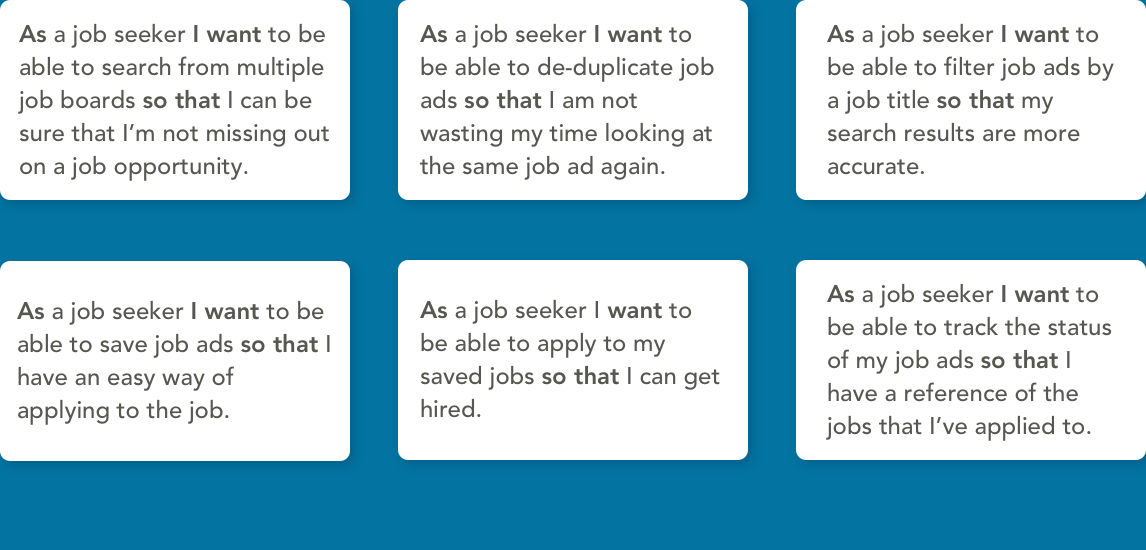 As a job seeker I want to be
able to search from multiple
job boards so that I can be
sure that I’m not missing out
on a job opportunity.
As a job seeker I want to
be able to de-duplicate job
ads so that I am not
wasting my time looking at
the same job ad again.
As a job seeker I want to
be able to filter job ads by
a job title so that my
search results are more
accurate.
As a job seeker I want to be
able to save job ads so that I
have an easy way of
applying to the job.
As a job seeker I want to
be able to apply to my
saved jobs so that I can get
hired.
As a job seeker I want to
be able to track the status
of my job ads so that I
have a reference of the
jobs that I’ve applied to.